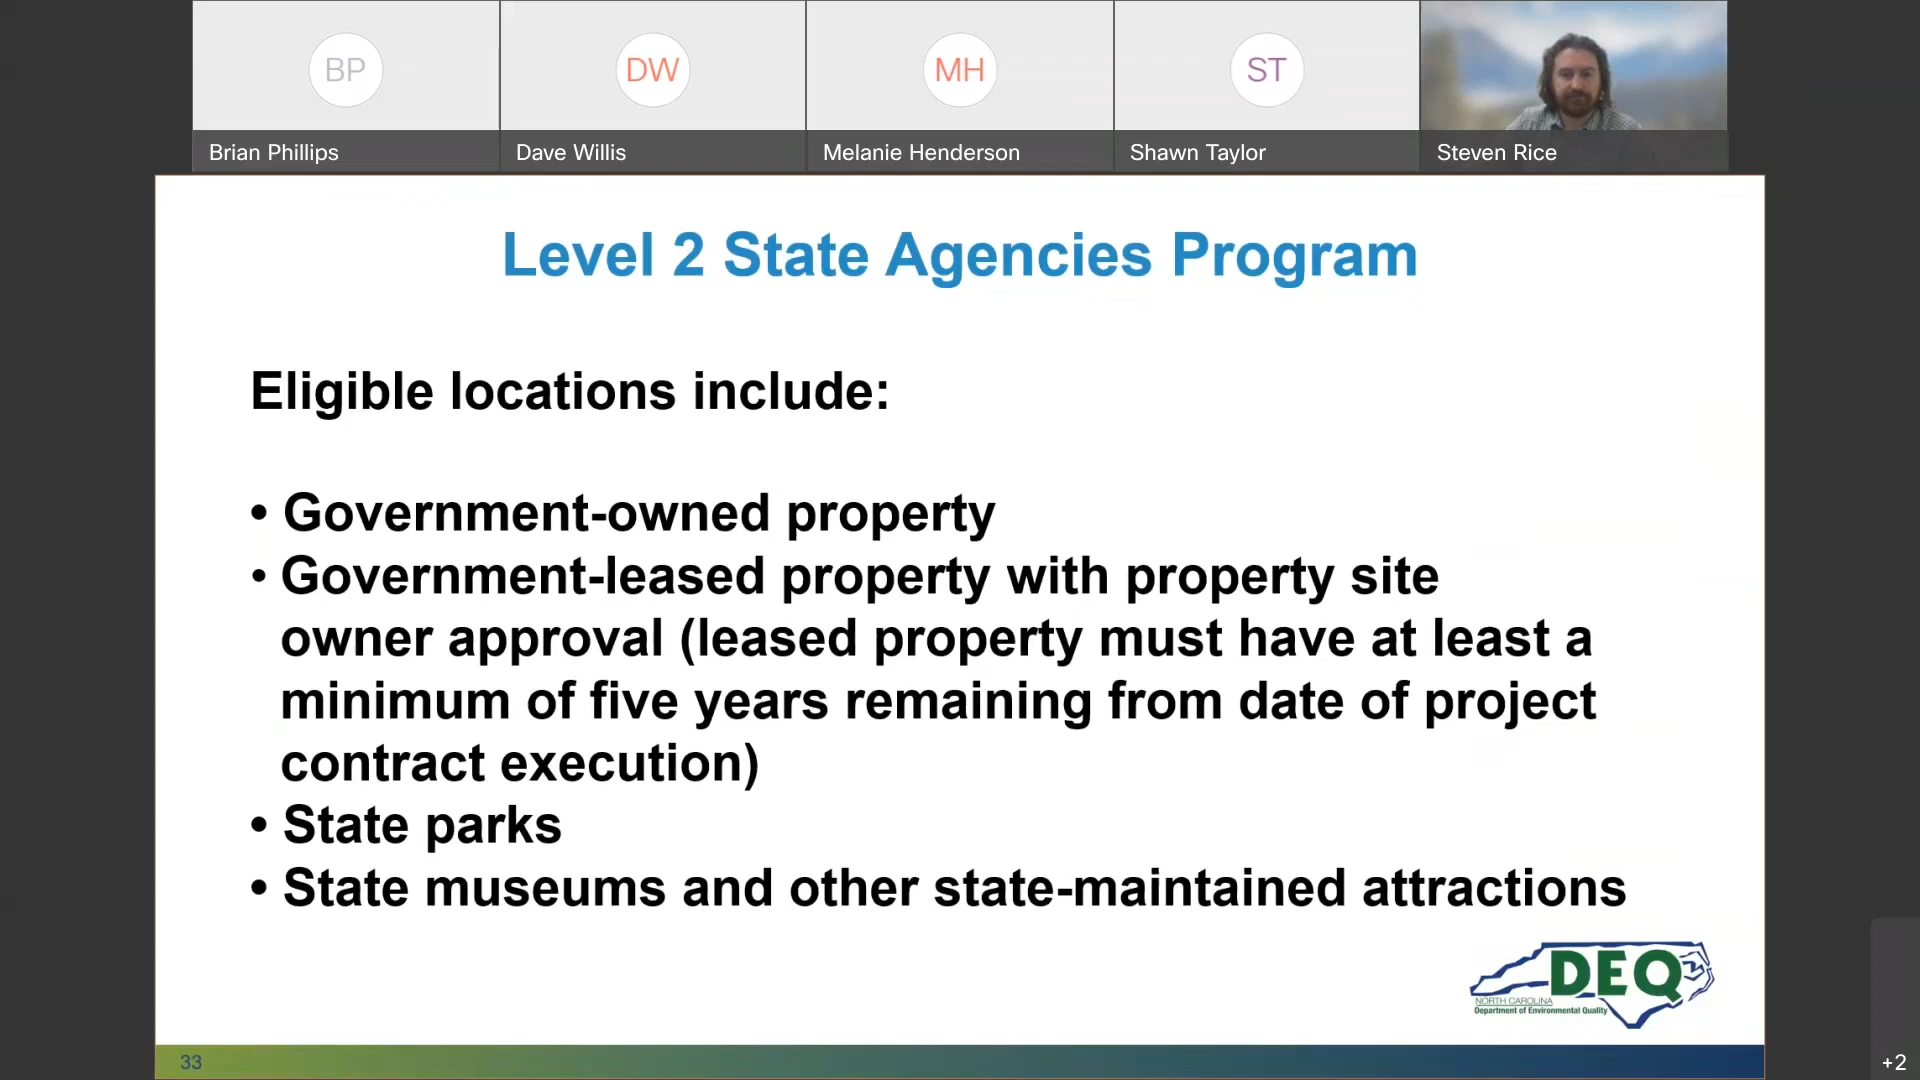 BP
DW
MH
ST
Brian Phillips
Dave Willis
Melanie Henderson
Shawn Taylor
Steven Rice
Level 2 State Agencies Program
Eligible locations include:
• Government-owned property
• Government-leased property with property site
owner approval (leased property must have at least a
minimum of five years remaining from date of project
contract execution)
• State parks
• State museums and other state-maintained attractions
DEQ
NORTH CAROLINA
Department of Environmental Quality
33
+2